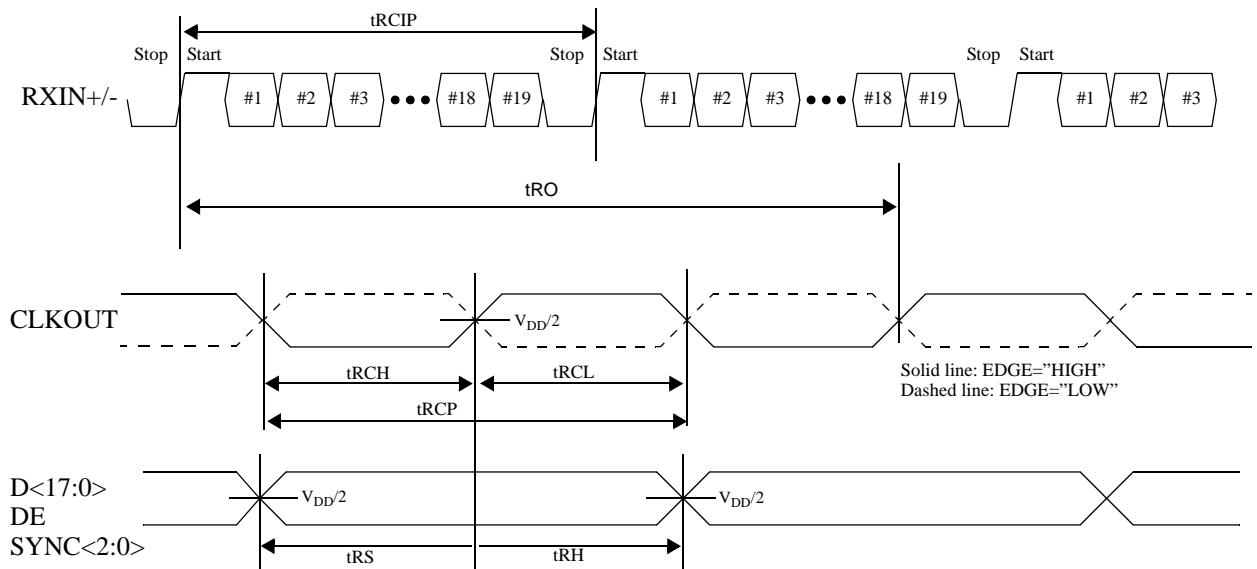 tRCIP
Stop Start Stop Start Stop Start
RXIN+/- #1 #2 #3 #18 #19 #1 #2 #3 #18 #19 #1 #2 #3
tRO
CLKOUT VDD/2
Solid line: EDGE=”HIGH”
Dashed line: EDGE=”LOW”
tRCH tRCL
tRCP
D<17:0>
VDD/2 VDD/2
DE
SYNC<2:0>
tRS tRH